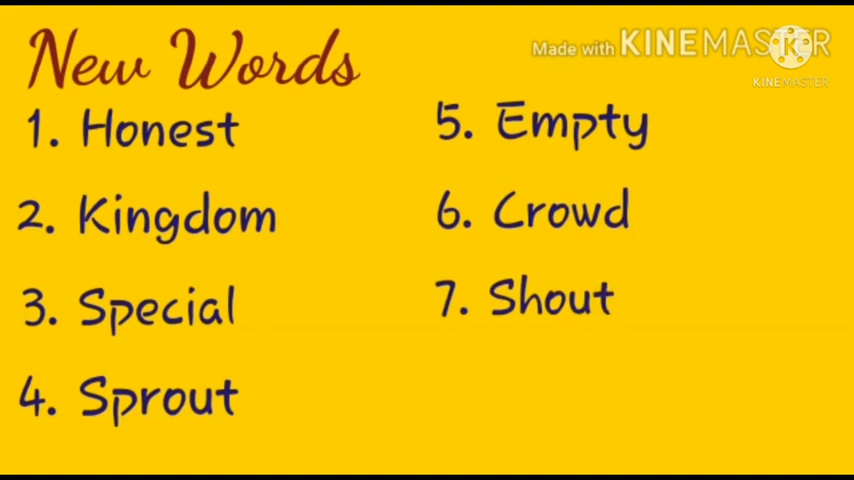 New Words
Made with KINEMASTER
K
KINEMASTER
1. Honest
2. Kingdom
3. Special
4. Sprout
5. Empty
6. Crowd
7. Shout